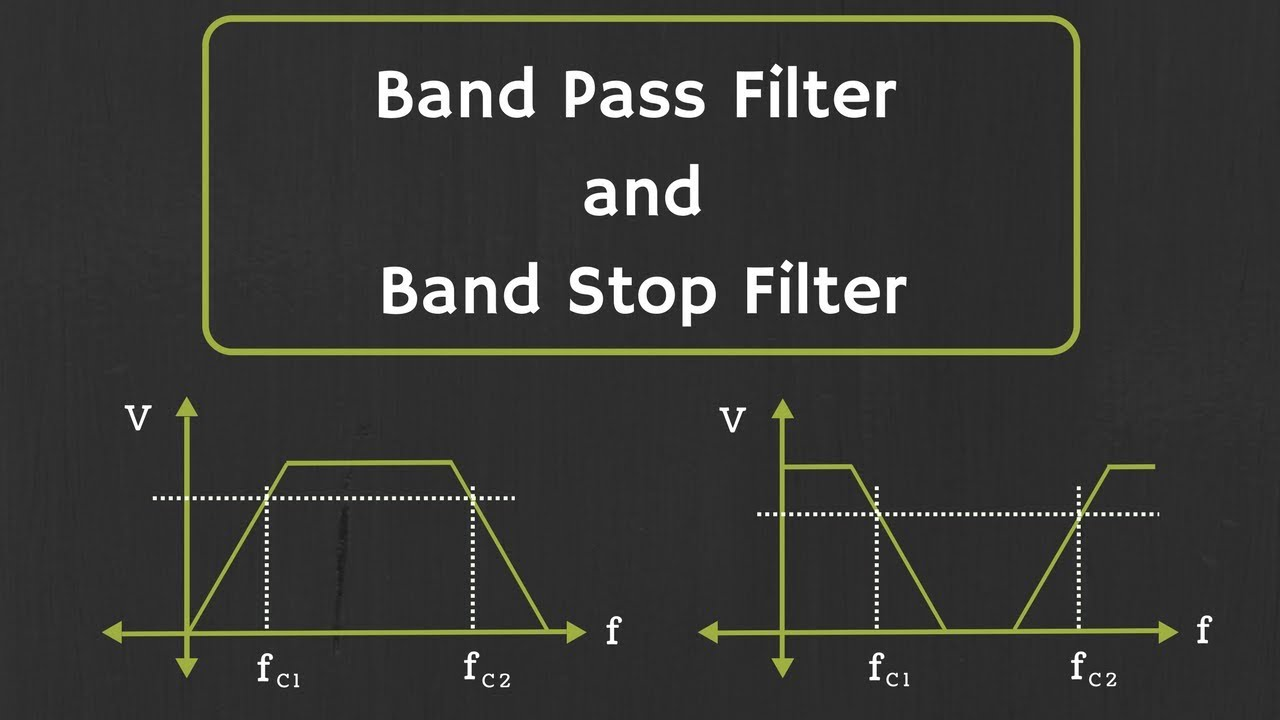 Band Pass Filter
and
Band Stop Filter
V
f
fC1
fC2
V
f
fC1
fC2